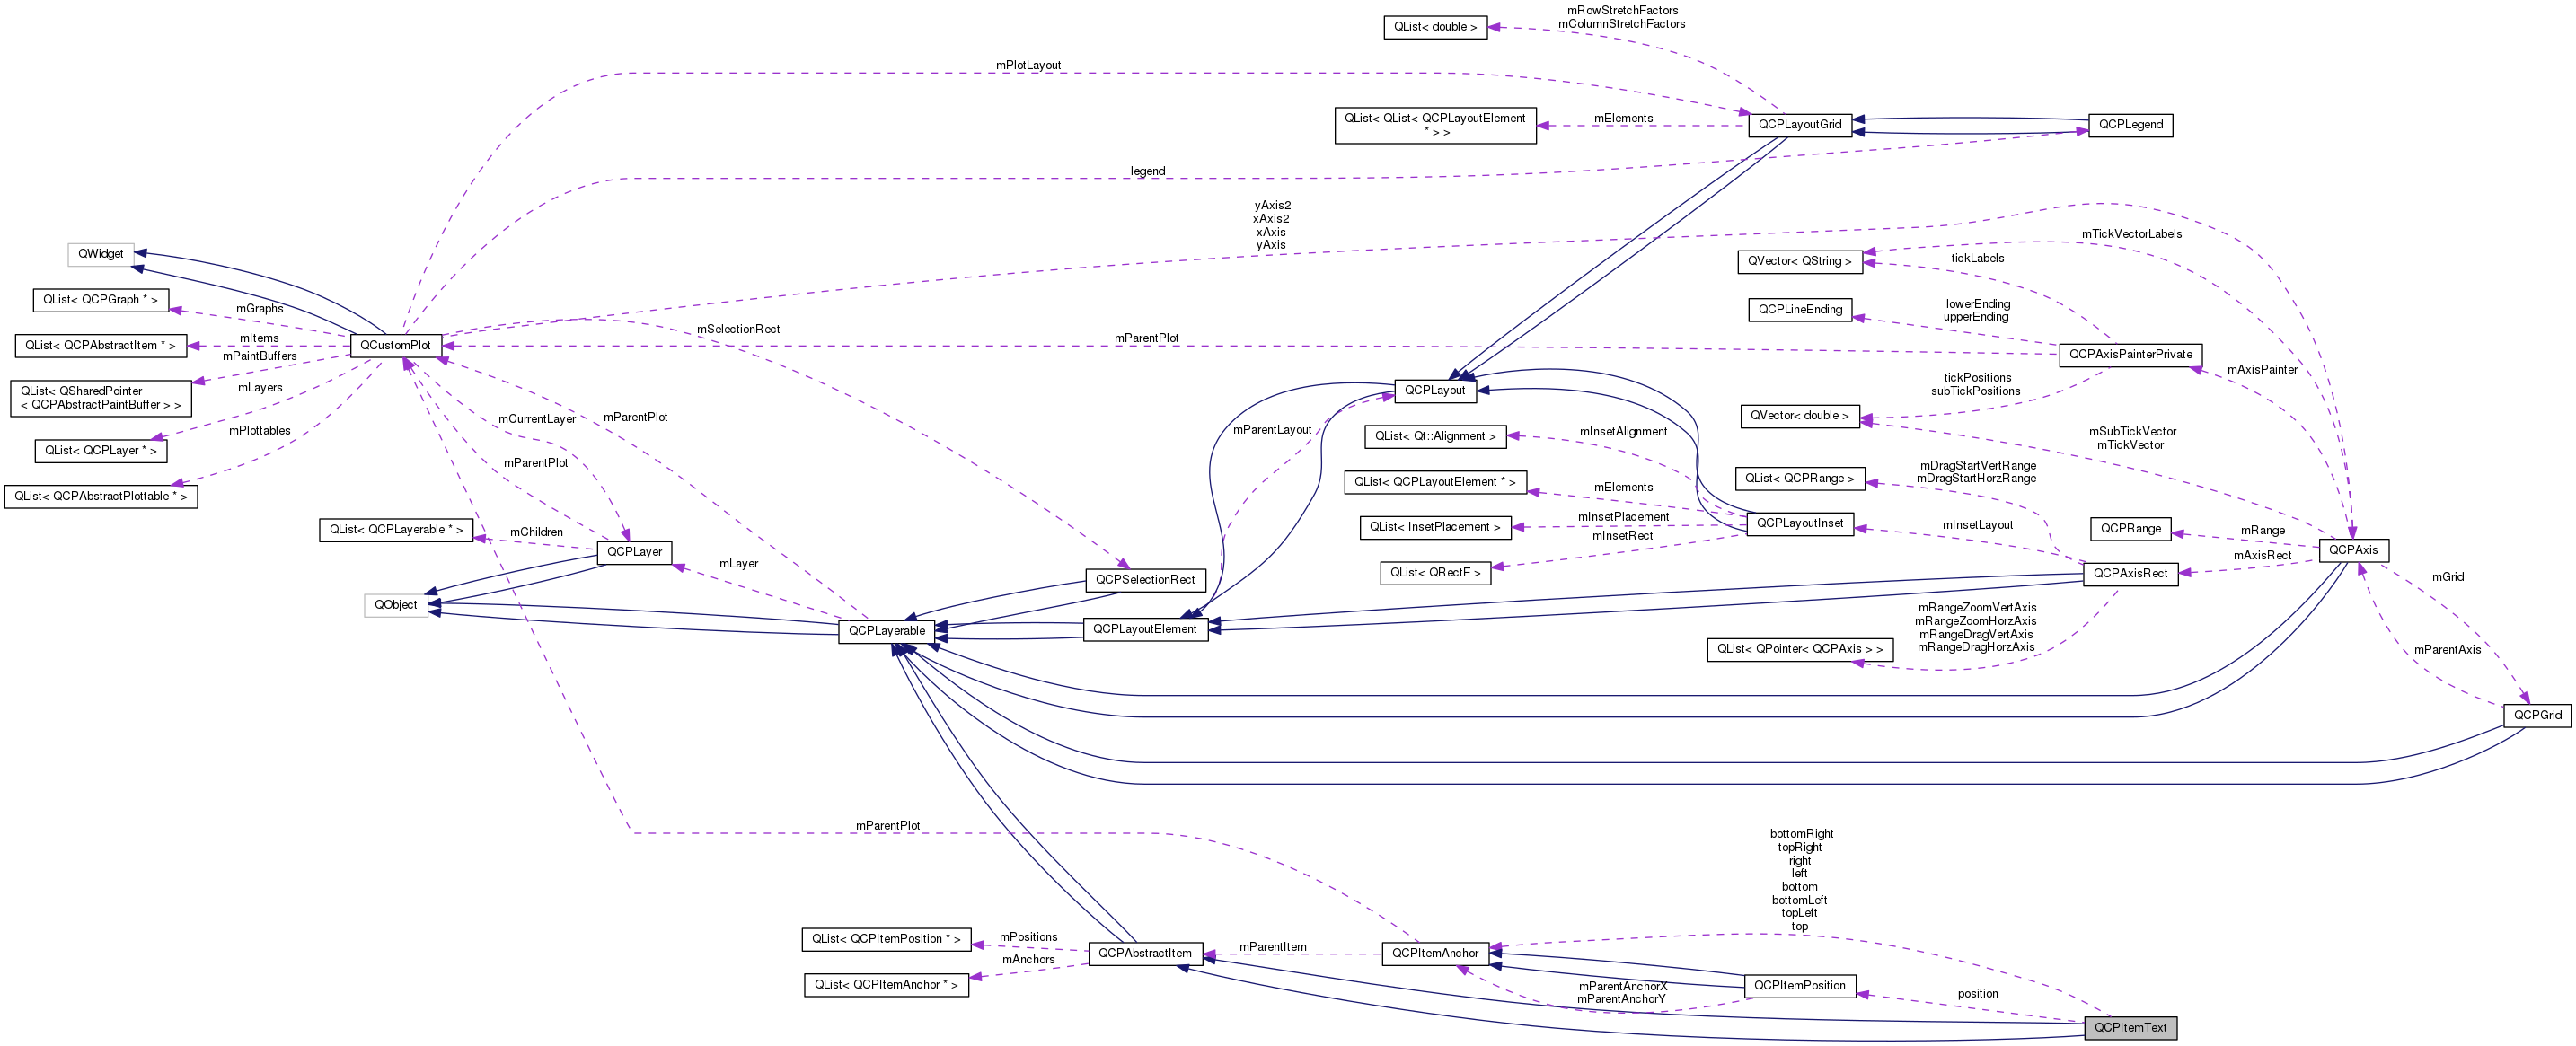 mRowStretchFactors
mColumnStretchFactors
QList< double >
mPlotLayout
QList< QList< QCPLayoutElement
* > >
mElements
QCPLayoutGrid
QCPLegend
legend
yAxis2
xAxis2
xAxis
yAxis
mTickVectorLabels
QWidget
QVector< QString >
tickLabels
QList< QCPGraph * >
mGraphs
QCPLineEnding
lowerEnding
upperEnding
mSelectionRect
mItems
QList< QCPAbstractItem * >
QCustomPlot
mParentPlot
QCPAxisPainterPrivate
mPaintBuffers
mAxisPainter
QList< QSharedPointer
< QCPAbstractPaintBuffer > >
mLayers
QCPLayout
tickPositions
subTickPositions
mCurrentLayer
mParentPlot
QVector< double >
mPlottables
mParentLayout
QList< Qt::Alignment >
mInsetAlignment
mSubTickVector
mTickVector
QList< QCPLayer * >
mParentPlot
mDragStartVertRange
mDragStartHorzRange
QList< QCPRange >
QList< QCPLayoutElement * >
mElements
QList< QCPAbstractPlottable * >
QList< QCPLayerable * >
mChildren
QList< InsetPlacement >
mInsetPlacement
QCPLayoutInset
mInsetLayout
QCPRange
mRange
mInsetRect
QCPLayer
QCPAxis
mLayer
mAxisRect
QList< QRectF >
QCPSelectionRect
QCPAxisRect
mGrid
QObject
QCPLayerable
QCPLayoutElement
mRangeZoomVertAxis
mRangeZoomHorzAxis
mRangeDragVertAxis
mRangeDragHorzAxis
QList< QPointer< QCPAxis > >
mParentAxis
QCPGrid
mParentPlot
bottomRight
topRight
right
left
bottom
bottomLeft
topLeft
top
QList< QCPItemPosition * >
mPositions
QCPAbstractItem
mParentItem
QCPItemAnchor
mAnchors
QList< QCPItemAnchor * >
mParentAnchorX
mParentAnchorY
QCPItemPosition
position
QCPItemText